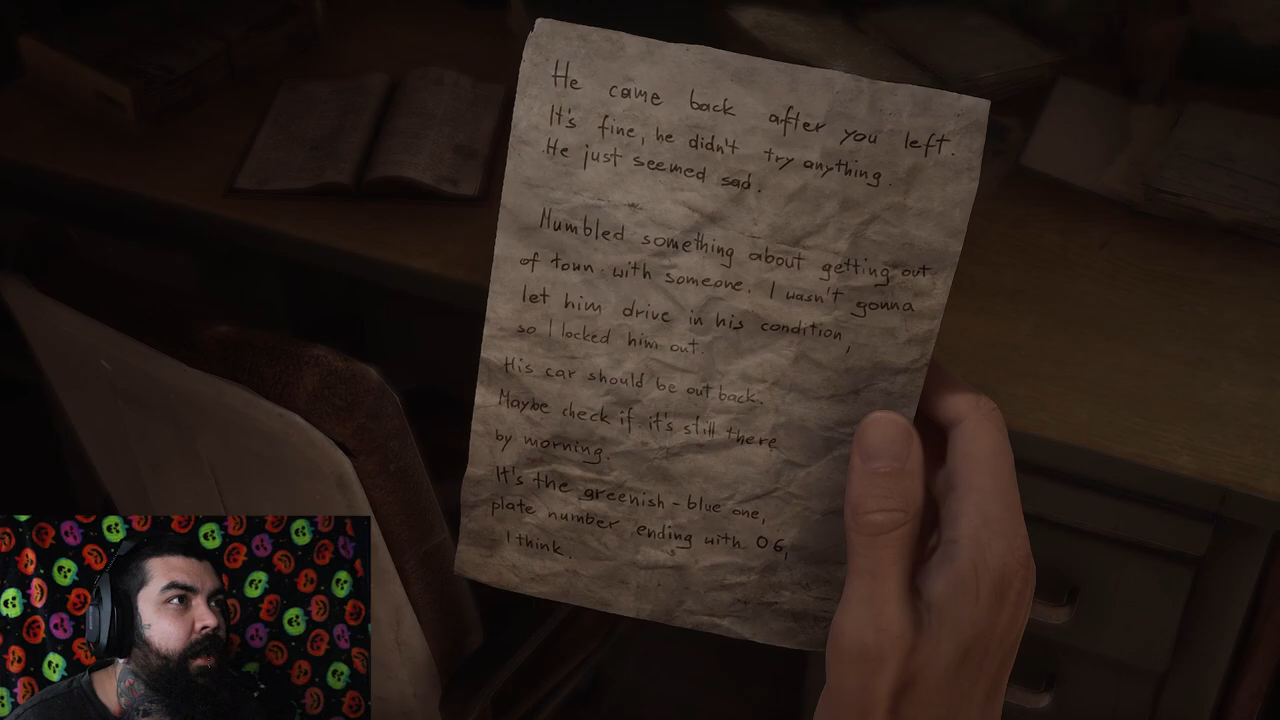 He came back after you left.
It's fine, he didn't try anything.
He just seemed sad.
Mumbled something about getting out
of town with someone. I wasn't gonna
let him drive in his condition,
so I locked him out.
His car should be out back.
Maybe check if it's still there
by morning.
It's the greenish-blue one,
plate number ending with 06,
I think.